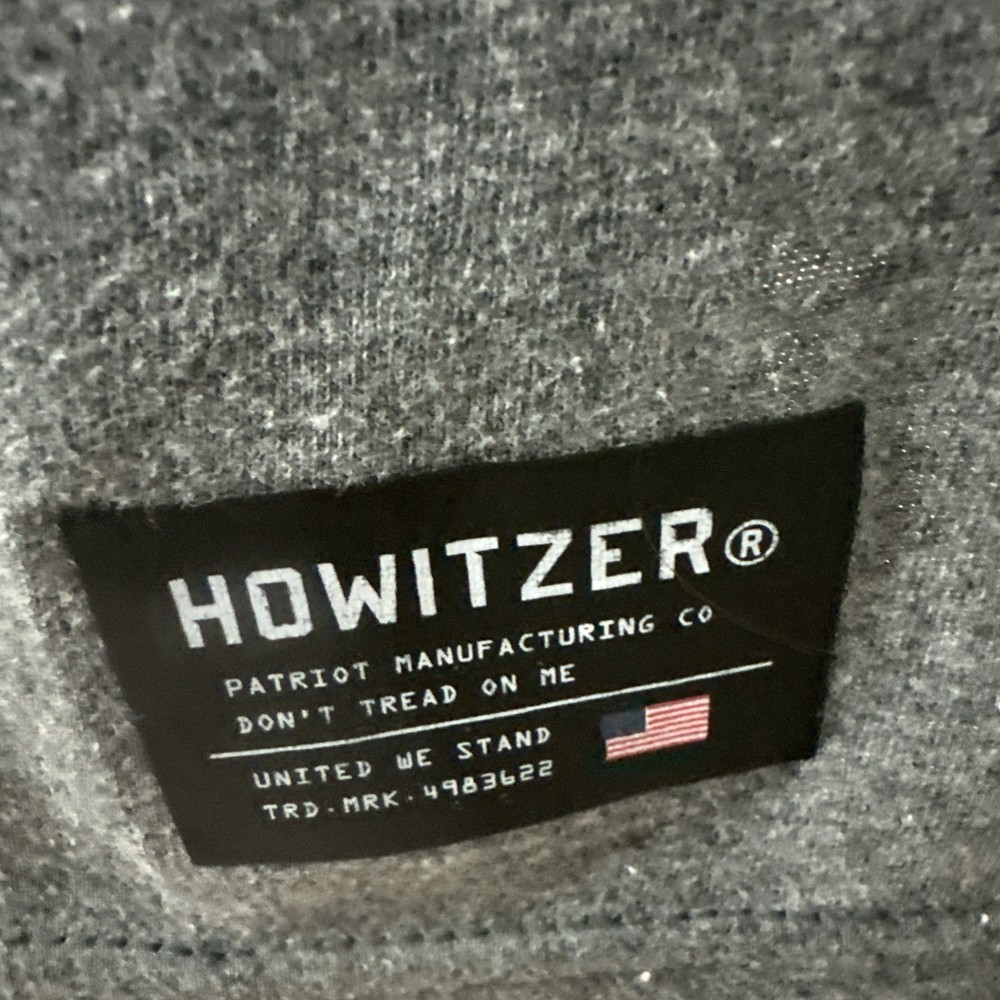 HOWITZER®
PATRIOT MANUFACTURING CO
DON'T TREAD ON ME
UNITED WE STAND
TRD.MRK.4983622